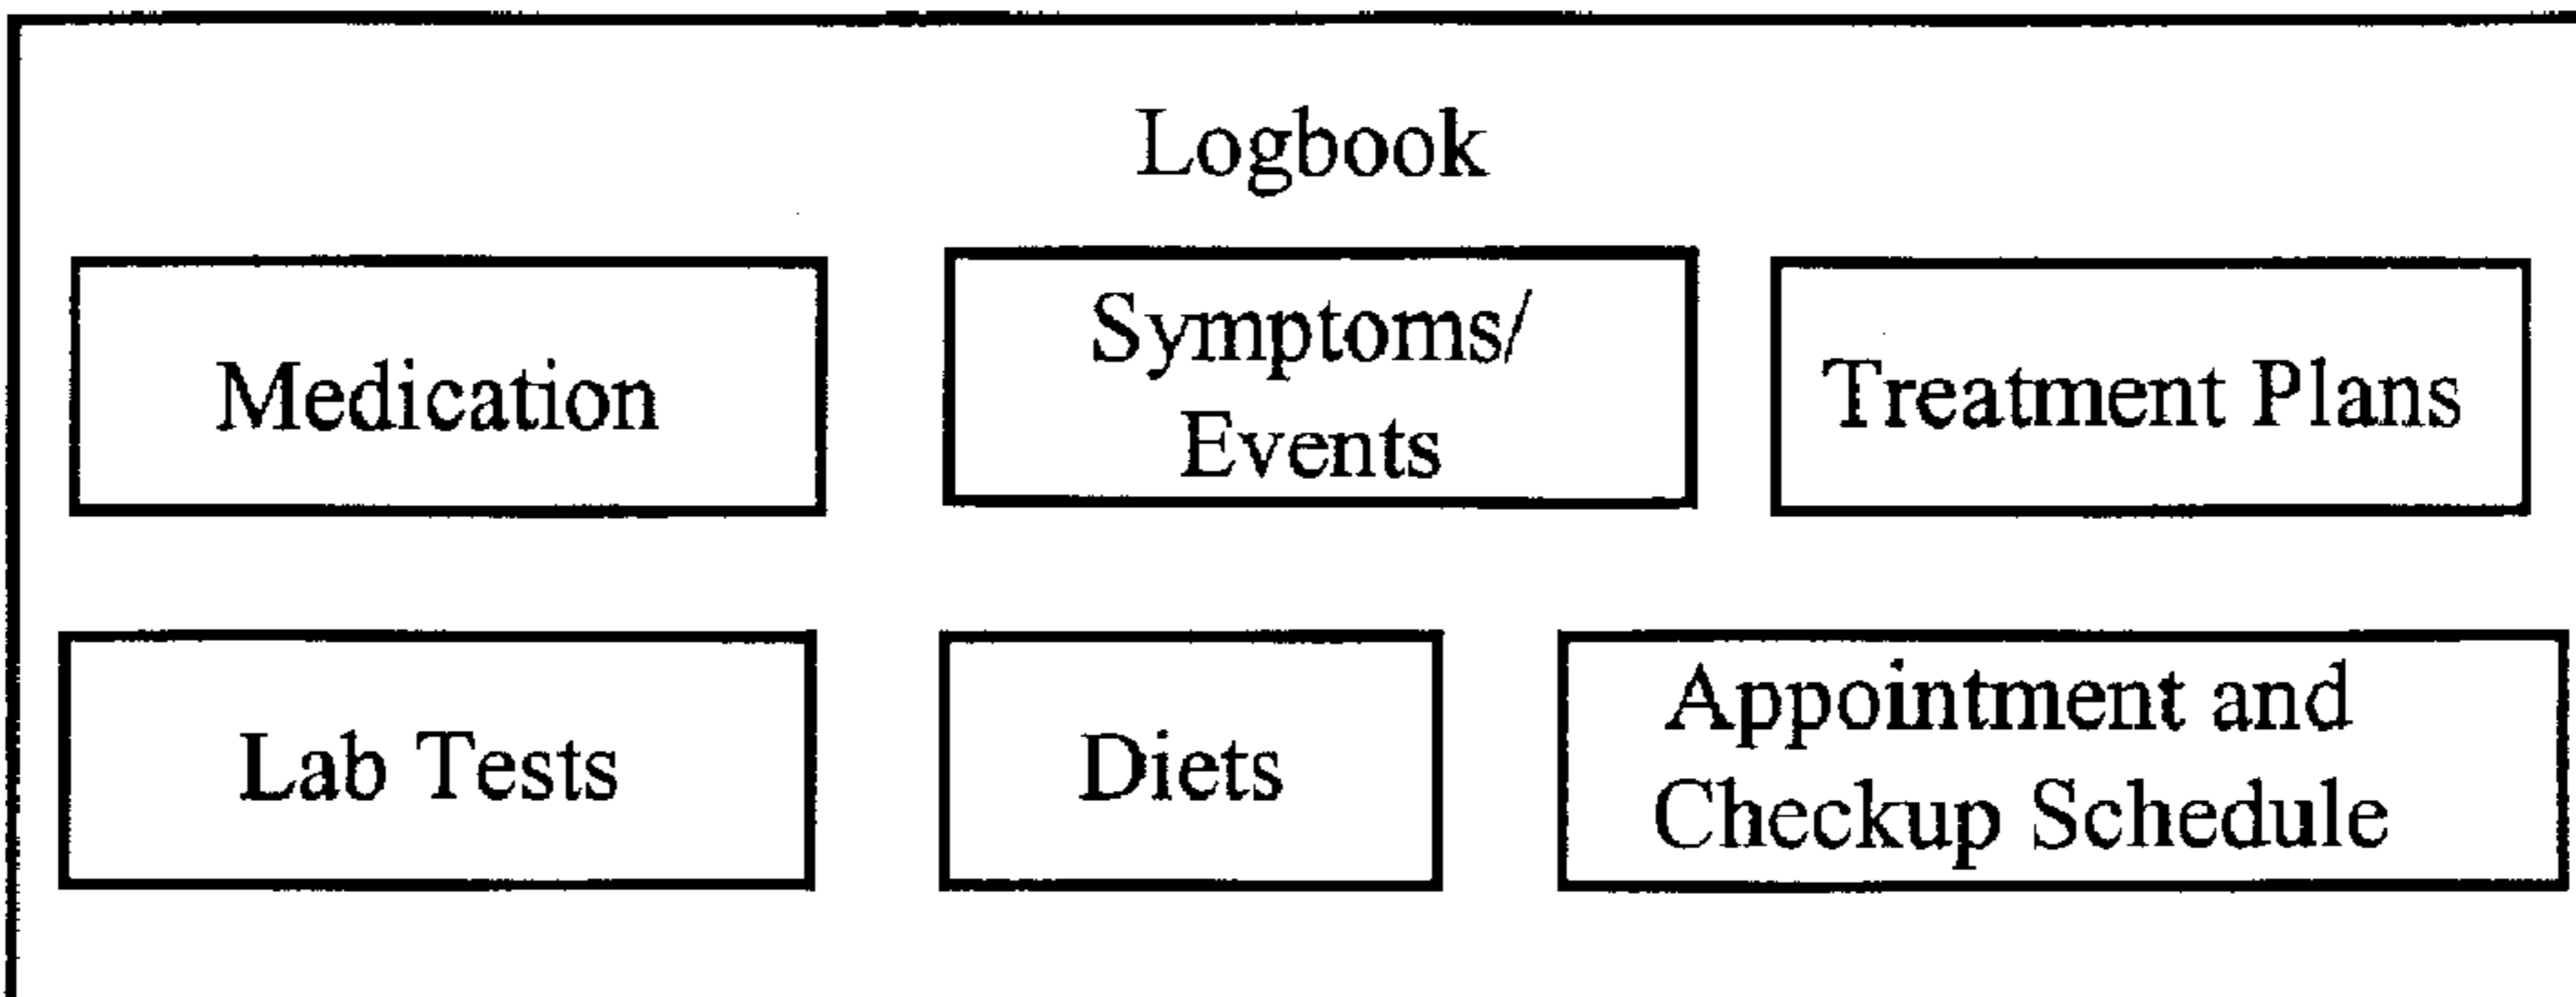 Logbook
Medication
Symptoms/
Events
Treatment Plans
Lab Tests
Diets
Appointment and
Checkup Schedule